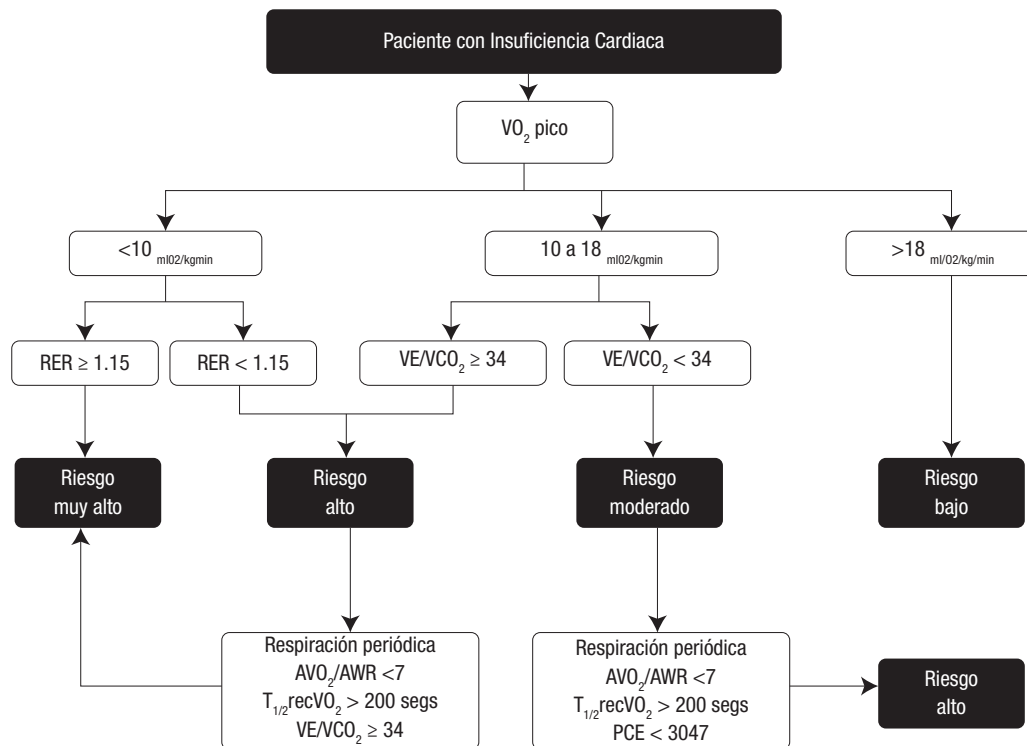 Paciente con Insuficiencia Cardiaca
VO₂ pico
<10 ml02/kgmin
10 a 18 ml02/kgmin
>18 ml/O2/kg/min
RER ≥ 1.15
RER < 1.15
VE/VCO₂ ≥ 34
VE/VCO₂ < 34
Riesgo
muy alto
Riesgo
alto
Riesgo
moderado
Riesgo
bajo
Respiración periódica
AVO₂/AWR <7
T₁/₂recVO₂ > 200 segs
VE/VCO₂ ≥ 34
Respiración periódica
AVO₂/AWR <7
T₁/₂recVO₂ > 200 segs
PCE < 3047
Riesgo
alto